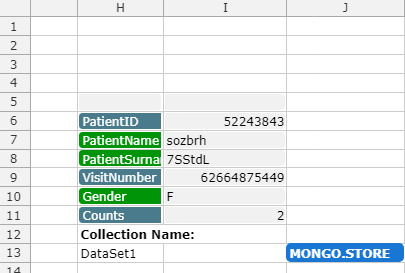 H I J
1
2
3
4
5
6 PatientID 52243843
7 PatientName sozbrh
8 PatientSurna 7SStdL
9 VisitNumber 62664875449
10 Gender F
11 Counts 2
12 Collection Name:
13 DataSet1 MONGO.STORE
14